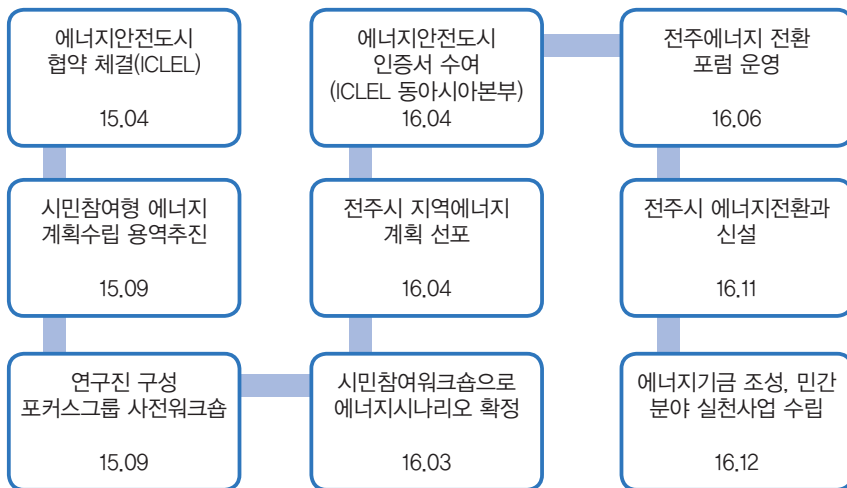 에너지안전도시
협약 체결(ICLEL)
15.04
시민참여형 에너지
계획수립 용역추진
15.09
연구진 구성
포커스그룹 사전워크숍
15.09
시민참여워크숍으로
에너지시나리오 확정
16.03
전주시 지역에너지
계획 선포
16.04
에너지안전도시
인증서 수여
(ICLEL 동아시아본부)
16.04
전주에너지 전환
포럼 운영
16.06
전주시 에너지전환과
신설
16.11
에너지기금 조성, 민간
분야 실천사업 수립
16.12